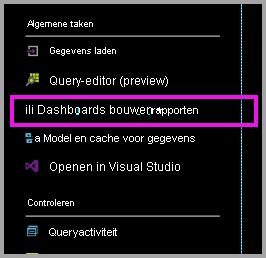 Algemene taken
Gegevens laden
Query-editor (preview)
ili Dashboards bouwen + rapporten
a Model en cache voor gegevens
Openen in Visual Studio
Controleren
Queryactiviteit